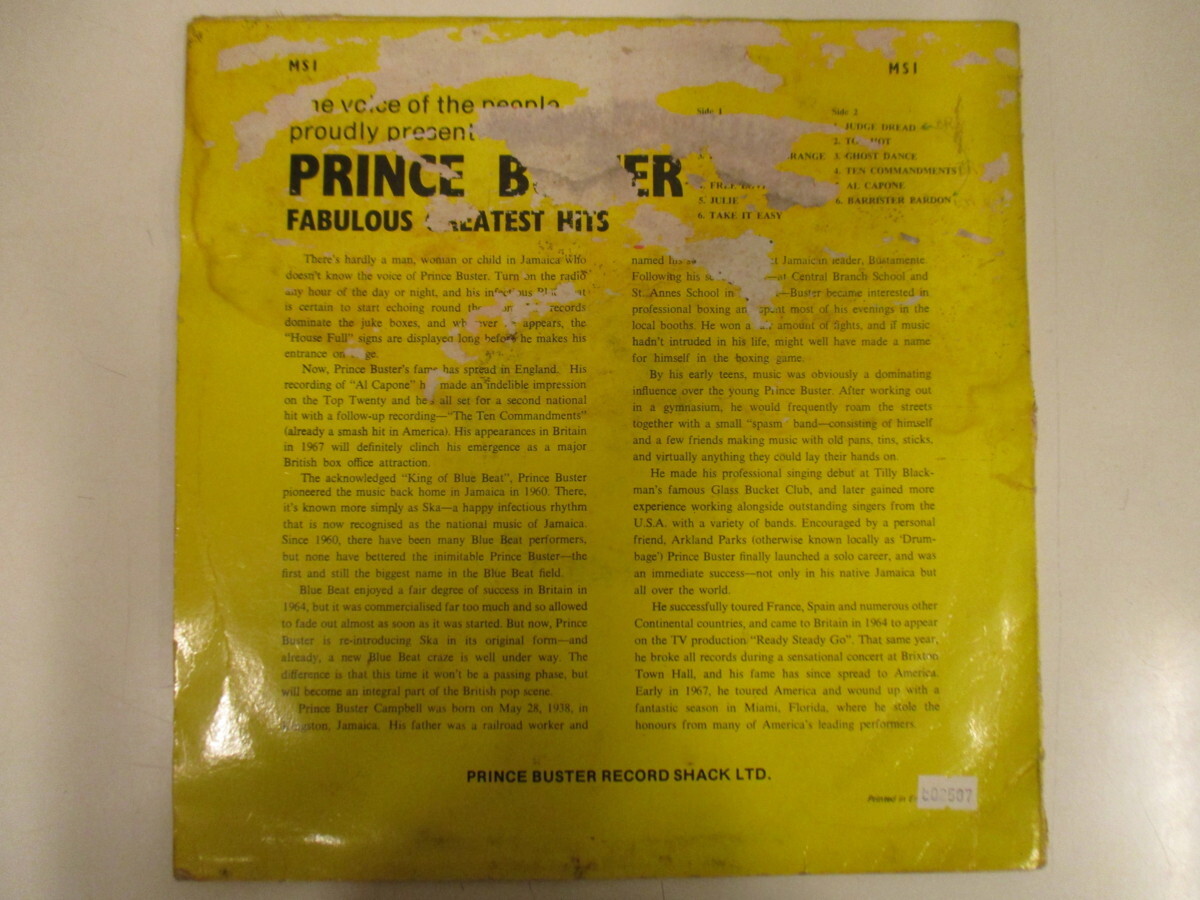 MS1
MS1
voice of the people
proudly present
PRINCE
FABULOUS GREATEST HITS
Side 1
3. RANGE
5. JULIE
6. TAKE IT EASY
Side 2
1. JUDGE DREAD
2. HOT
3. GHOST DANCE
4. TEN COMMANDMENTS
5. AL CAPONE
6. BARRISTER PARDON
There's hardly a man, woman or child in Jamaica who
doesn't know the voice of Prince Buster. Turn on the radio
any hour of the day or night, and his infectious
is certain to start echoing round the records
dominate the juke boxes, and wherever appears, the
"House Full" signs are displayed long before he makes his
entrance on
Now, Prince Buster's fame has spread in England. His
recording of "Al Capone" made an indelible impression
on the Top Twenty and he's all set for a second national
hit with a follow-up recording—"The Ten Commandments"
(already a smash hit in America). His appearances in Britain
in 1967 will definitely clinch his emergence as a major
British box office attraction.
The acknowledged "King of Blue Beat", Prince Buster
pioneered the music back home in Jamaica in 1960. There,
it's known more simply as Ska—a happy infectious rhythm
that is now recognised as the national music of Jamaica.
Since 1960, there have been many Blue Beat performers,
but none have bettered the inimitable Prince Buster—the
first and still the biggest name in the Blue Beat field.
Blue Beat enjoyed a fair degree of success in Britain in
1964, but it was commercialised far too much and so allowed
to fade out almost as soon as it was started. But now, Prince
Buster is re-introducing Ska in its original form—and
already, a new Blue Beat craze is well under way. The
difference is that this time it won't be a passing phase, but
will become an integral part of the British pop scene.
Prince Buster Campbell was born on May 28, 1938, in
Kingston, Jamaica. His father was a railroad worker and
named his Jamaican leader, Bustamente.
Following his at Central Branch School and
St. Annes School in —Buster became interested in
professional boxing and spent most of his evenings in the
local booths. He won a amount of fights, and if music
hadn't intruded in his life, might well have made a name
for himself in the boxing game.
By his early teens, music was obviously a dominating
influence over the young Prince Buster. After working out
in a gymnasium, he would frequently roam the streets
together with a small "spasm" band—consisting of himself
and a few friends making music with old pans, tins, sticks,
and virtually anything they could lay their hands on.
He made his professional singing debut at Tilly Black-
man's famous Glass Bucket Club, and later gained more
experience working alongside outstanding singers from the
U.S.A. with a variety of bands. Encouraged by a personal
friend, Arkland Parks (otherwise known locally as 'Drum-
bage') Prince Buster finally launched a solo career, and was
an immediate success—not only in his native Jamaica but
all over the world.
He successfully toured France, Spain and numerous other
Continental countries, and came to Britain in 1964 to appear
on the TV production "Ready Steady Go". That same year,
he broke all records during a sensational concert at Brixton
Town Hall, and his fame has since spread to America.
Early in 1967, he toured America and wound up with a
fantastic season in Miami, Florida, where he stole the
honours from many of America's leading performers.
PRINCE BUSTER RECORD SHACK LTD.
Printed in